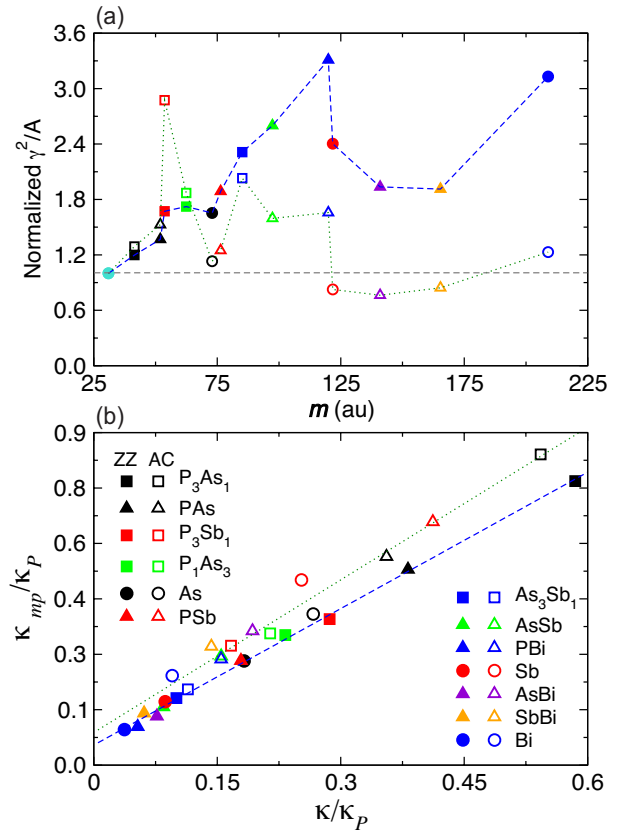 (a)
3.6
3.0
2.4
1.8
1.2
0.6
0.0
Normalized γ²/A
25 75 125 175 225
m (au)
(b)
0.9
0.8
0.6
0.4
0.3
0.1
0.0
κmp/κP
ZZ AC
P3As1
PAs
P3Sb1
P1As3
As
PSb
As3Sb1
AsSb
PBi
Sb
AsBi
SbBi
Bi
0 0.15 0.3 0.45 0.6
κ/κP